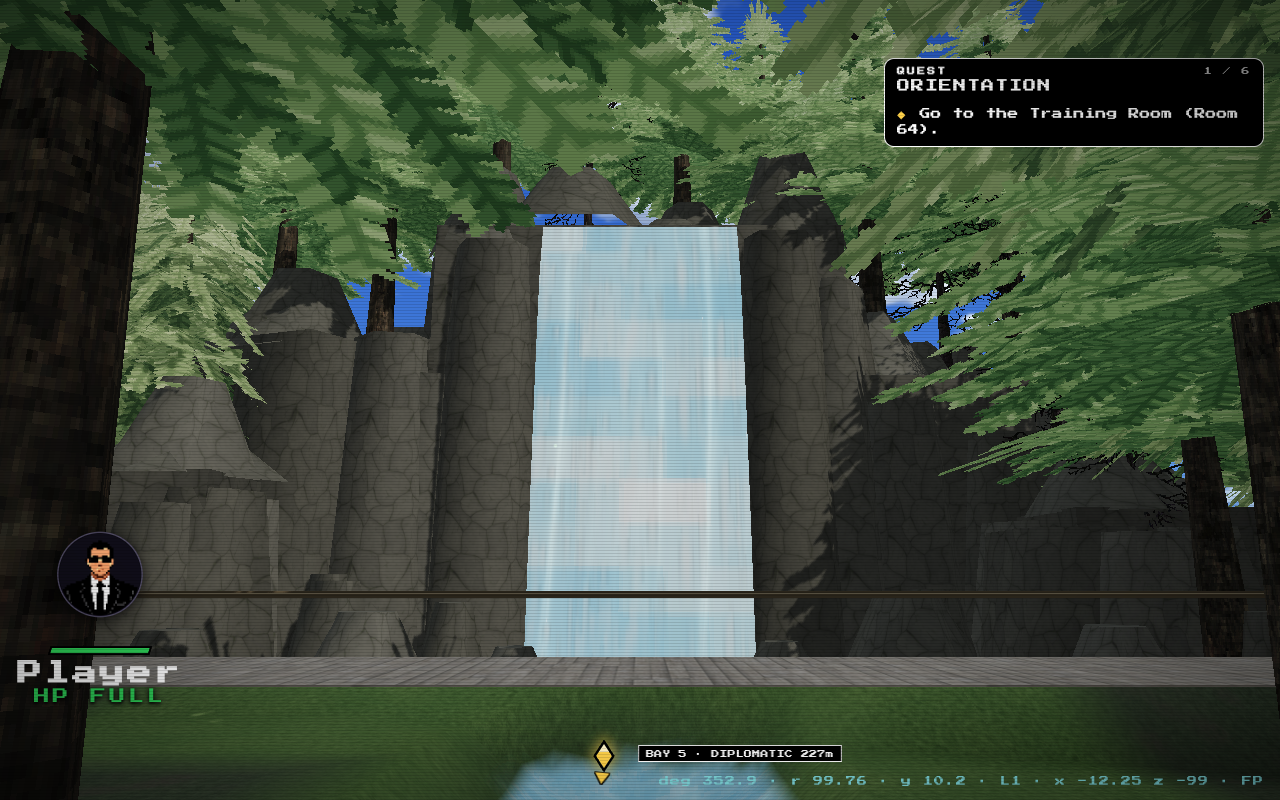 QUEST 1 / 6
ORIENTATION
◆ Go to the Training Room (Room
64).
Player
HP FULL
BAY 5 · DIPLOMATIC 227m
deg 352.9 · r 99.76 · y 10.2 · L1 · x -12.25 z -99 · FP